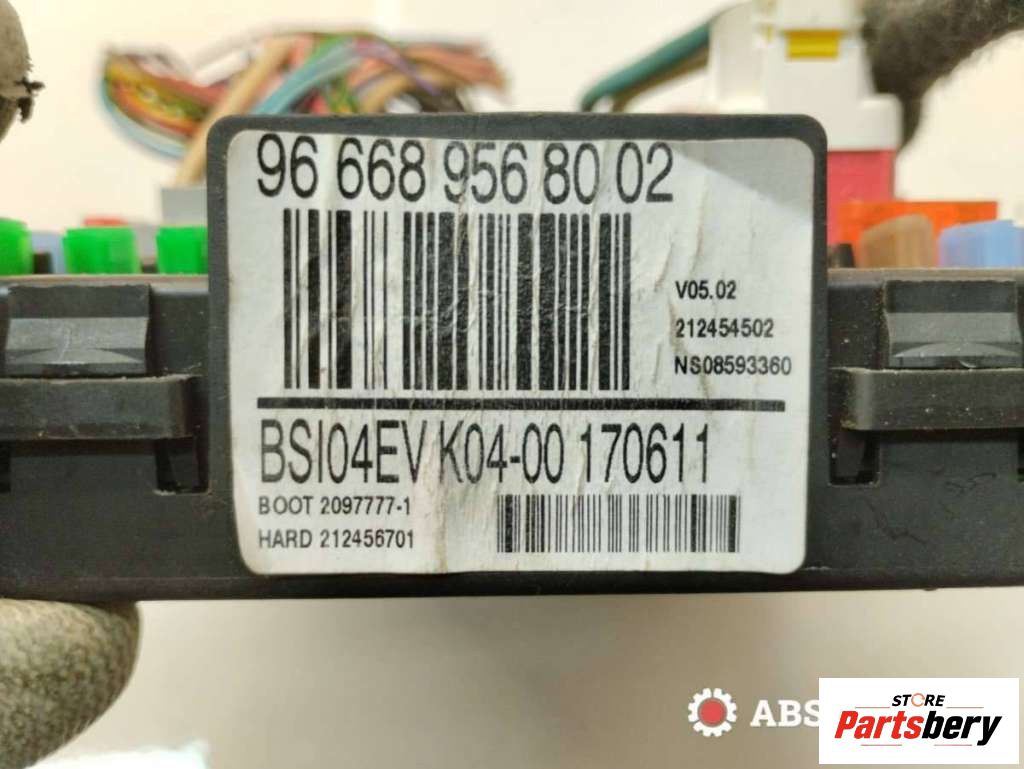 96 668 956 80 02
V05.02
212454502
NS08593360
BSI04EV K04-00 170611
BOOT 2097777-1
HARD 212456701
ABS
STORE
Partsbery